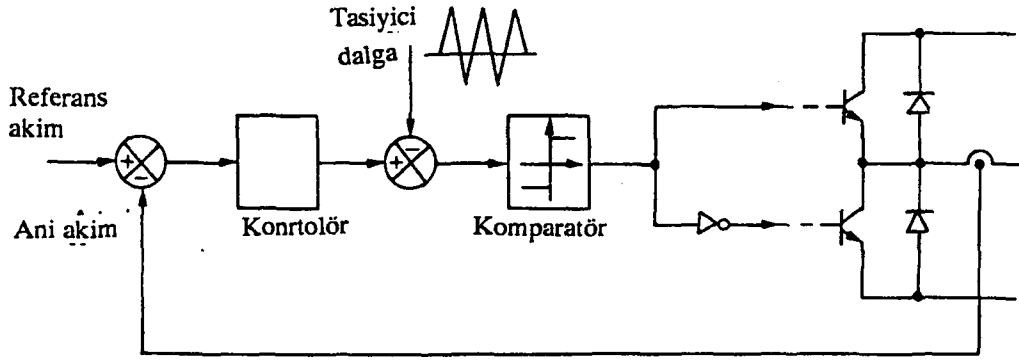 Tasiyici
dalga
Referans
akim
+
-
+
-
Ani akim
Konrtolör
Komparatör